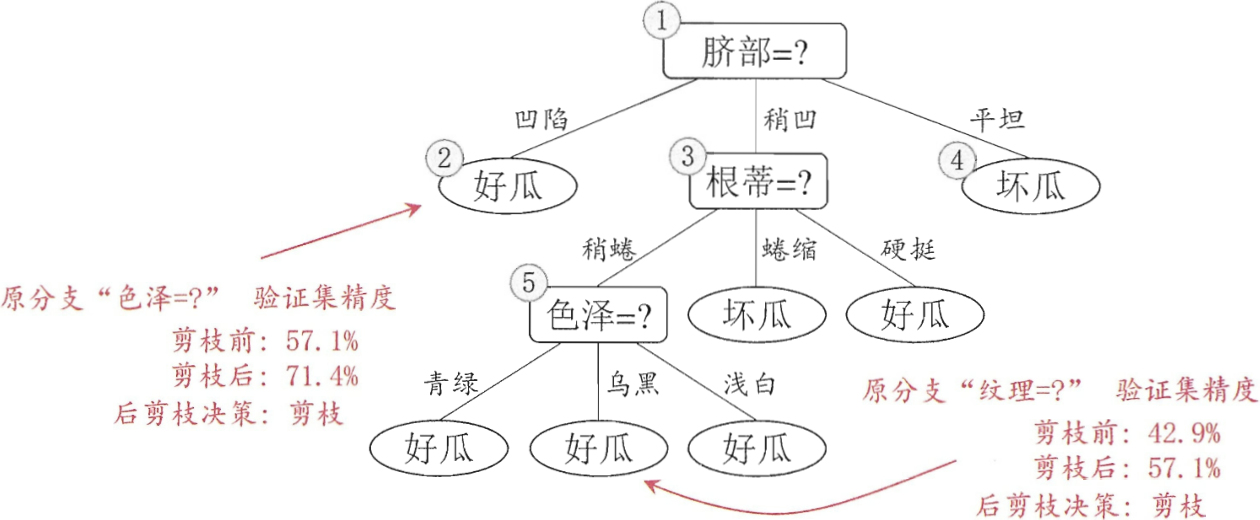 1
脐部=?
凹陷
稍凹
平坦
2
好瓜
3
根蒂=?
4
坏瓜
稍蜷
蜷缩
硬挺
5
色泽=?
坏瓜
好瓜
青绿
乌黑
浅白
好瓜
好瓜
好瓜
原分支“色泽=?” 验证集精度
剪枝前: 57.1%
剪枝后: 71.4%
后剪枝决策: 剪枝
原分支“纹理=?” 验证集精度
剪枝前: 42.9%
剪枝后: 57.1%
后剪枝决策: 剪枝